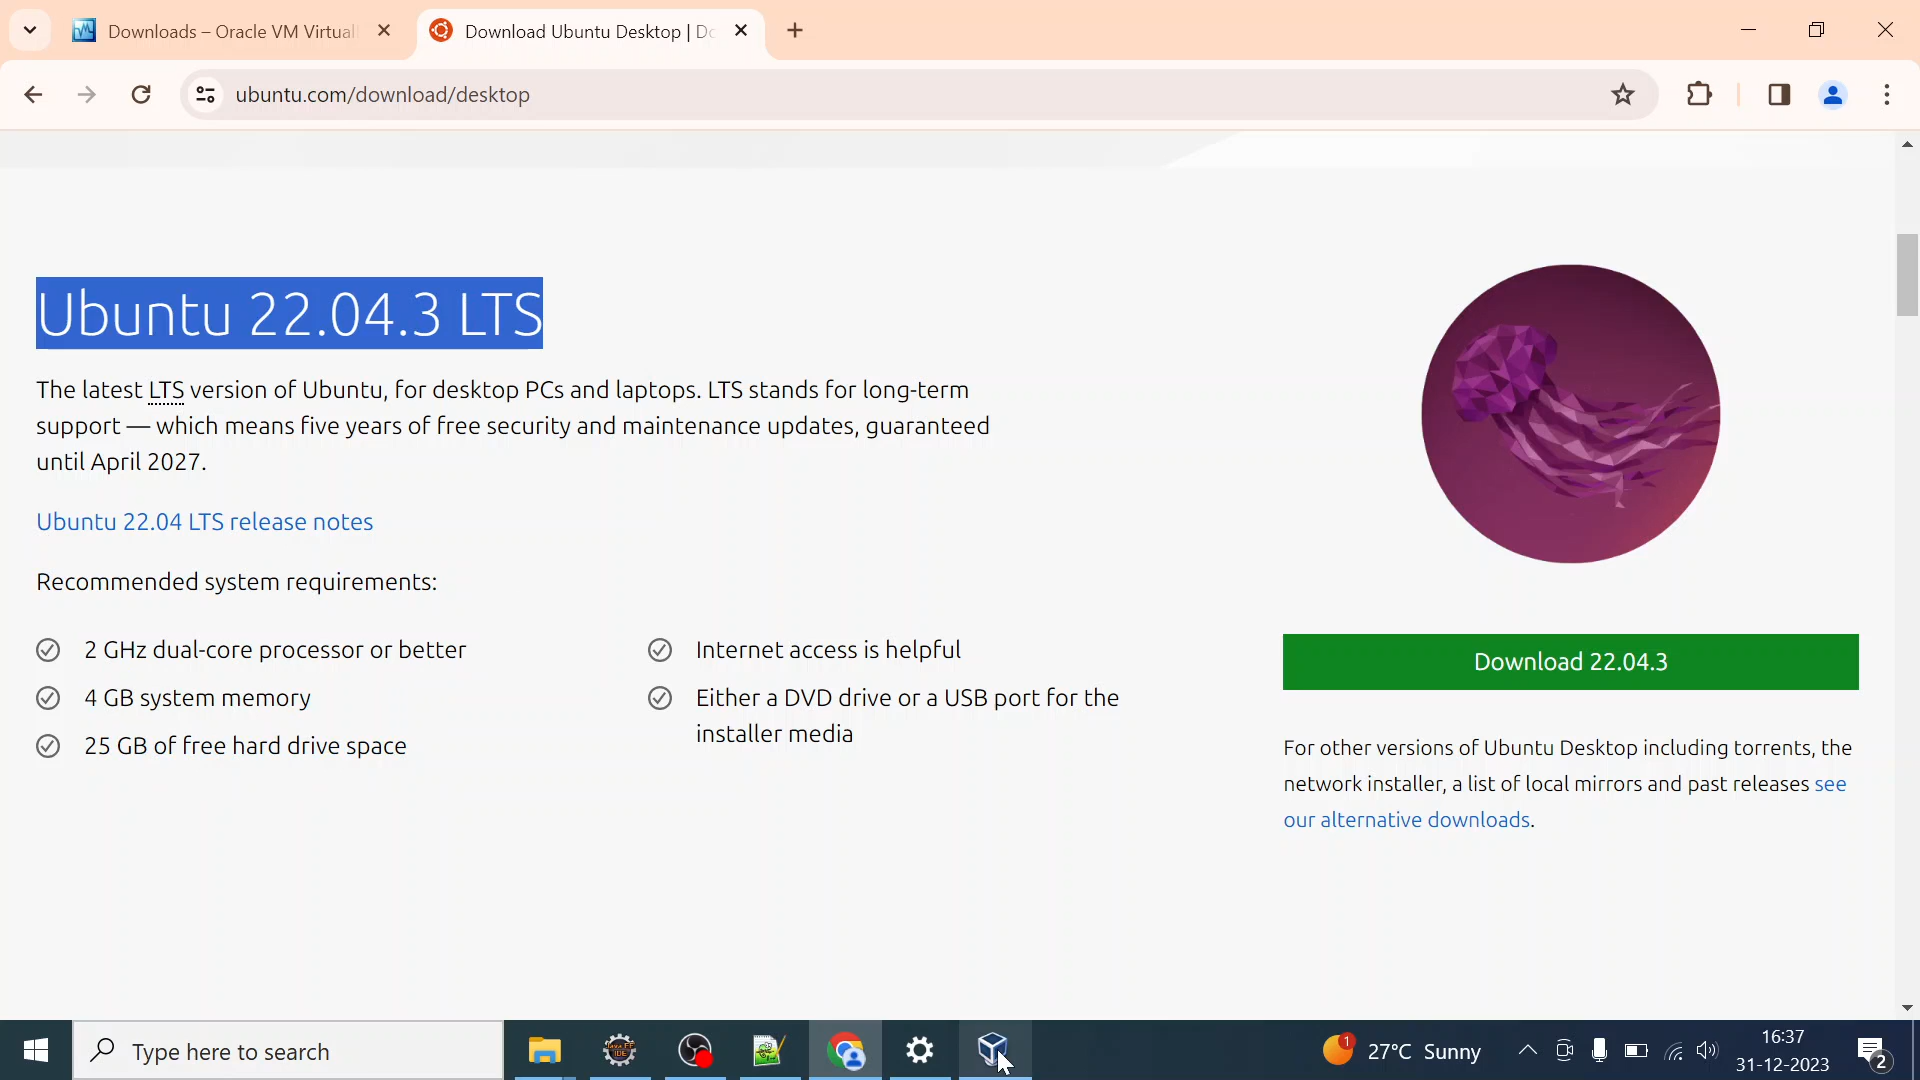 Downloads – Oracle VM Virtual
Download Ubuntu Desktop | Do
ubuntu.com/download/desktop
Ubuntu 22.04.3 LTS
The latest LTS version of Ubuntu, for desktop PCs and laptops. LTS stands for long-term
support — which means five years of free security and maintenance updates, guaranteed
until April 2027.
Ubuntu 22.04 LTS release notes
Recommended system requirements:
2 GHz dual-core processor or better
4 GB system memory
25 GB of free hard drive space
Internet access is helpful
Either a DVD drive or a USB port for the
installer media
Download 22.04.3
For other versions of Ubuntu Desktop including torrents, the
network installer, a list of local mirrors and past releases see
our alternative downloads.
Type here to search
1
27°C Sunny
16:37
31-12-2023
2